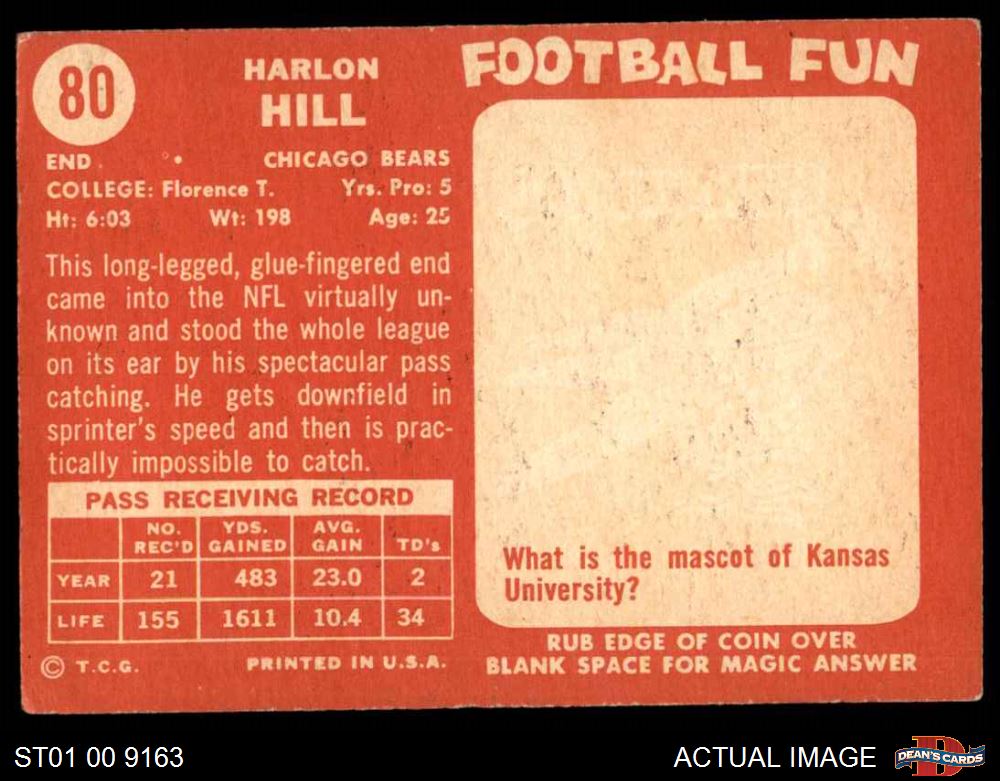 80
HARLON
HILL
END. CHICAGO BEARS
COLLEGE: Florence T. Yrs. Pro: 5
Ht: 6:03 Wt: 198 Age: 25
This long-legged, glue-fingered end
came into the NFL virtually un-
known and stood the whole league
on its ear by his spectacular pass
catching. He gets downfield in
sprinter's speed and then is prac-
tically impossible to catch.
PASS RECEIVING RECORD
NO. REC'D YDS. GAINED AVG. GAIN TD's
YEAR 21 483 23.0 2
LIFE 155 1611 10.4 34
© T.C.G. PRINTED IN U.S.A.
FOOTBALL FUN
What is the mascot of Kansas
University?
RUB EDGE OF COIN OVER
BLANK SPACE FOR MAGIC ANSWER
ST01 00 9163
ACTUAL IMAGE
D
DEAN'S CARDS